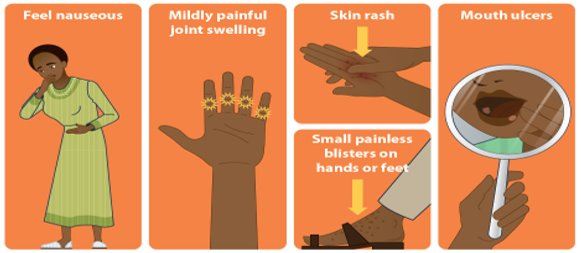 Feel nauseous
Mildly painful
joint swelling
Skin rash
Small painless
blisters on
hands or feet
Mouth ulcers